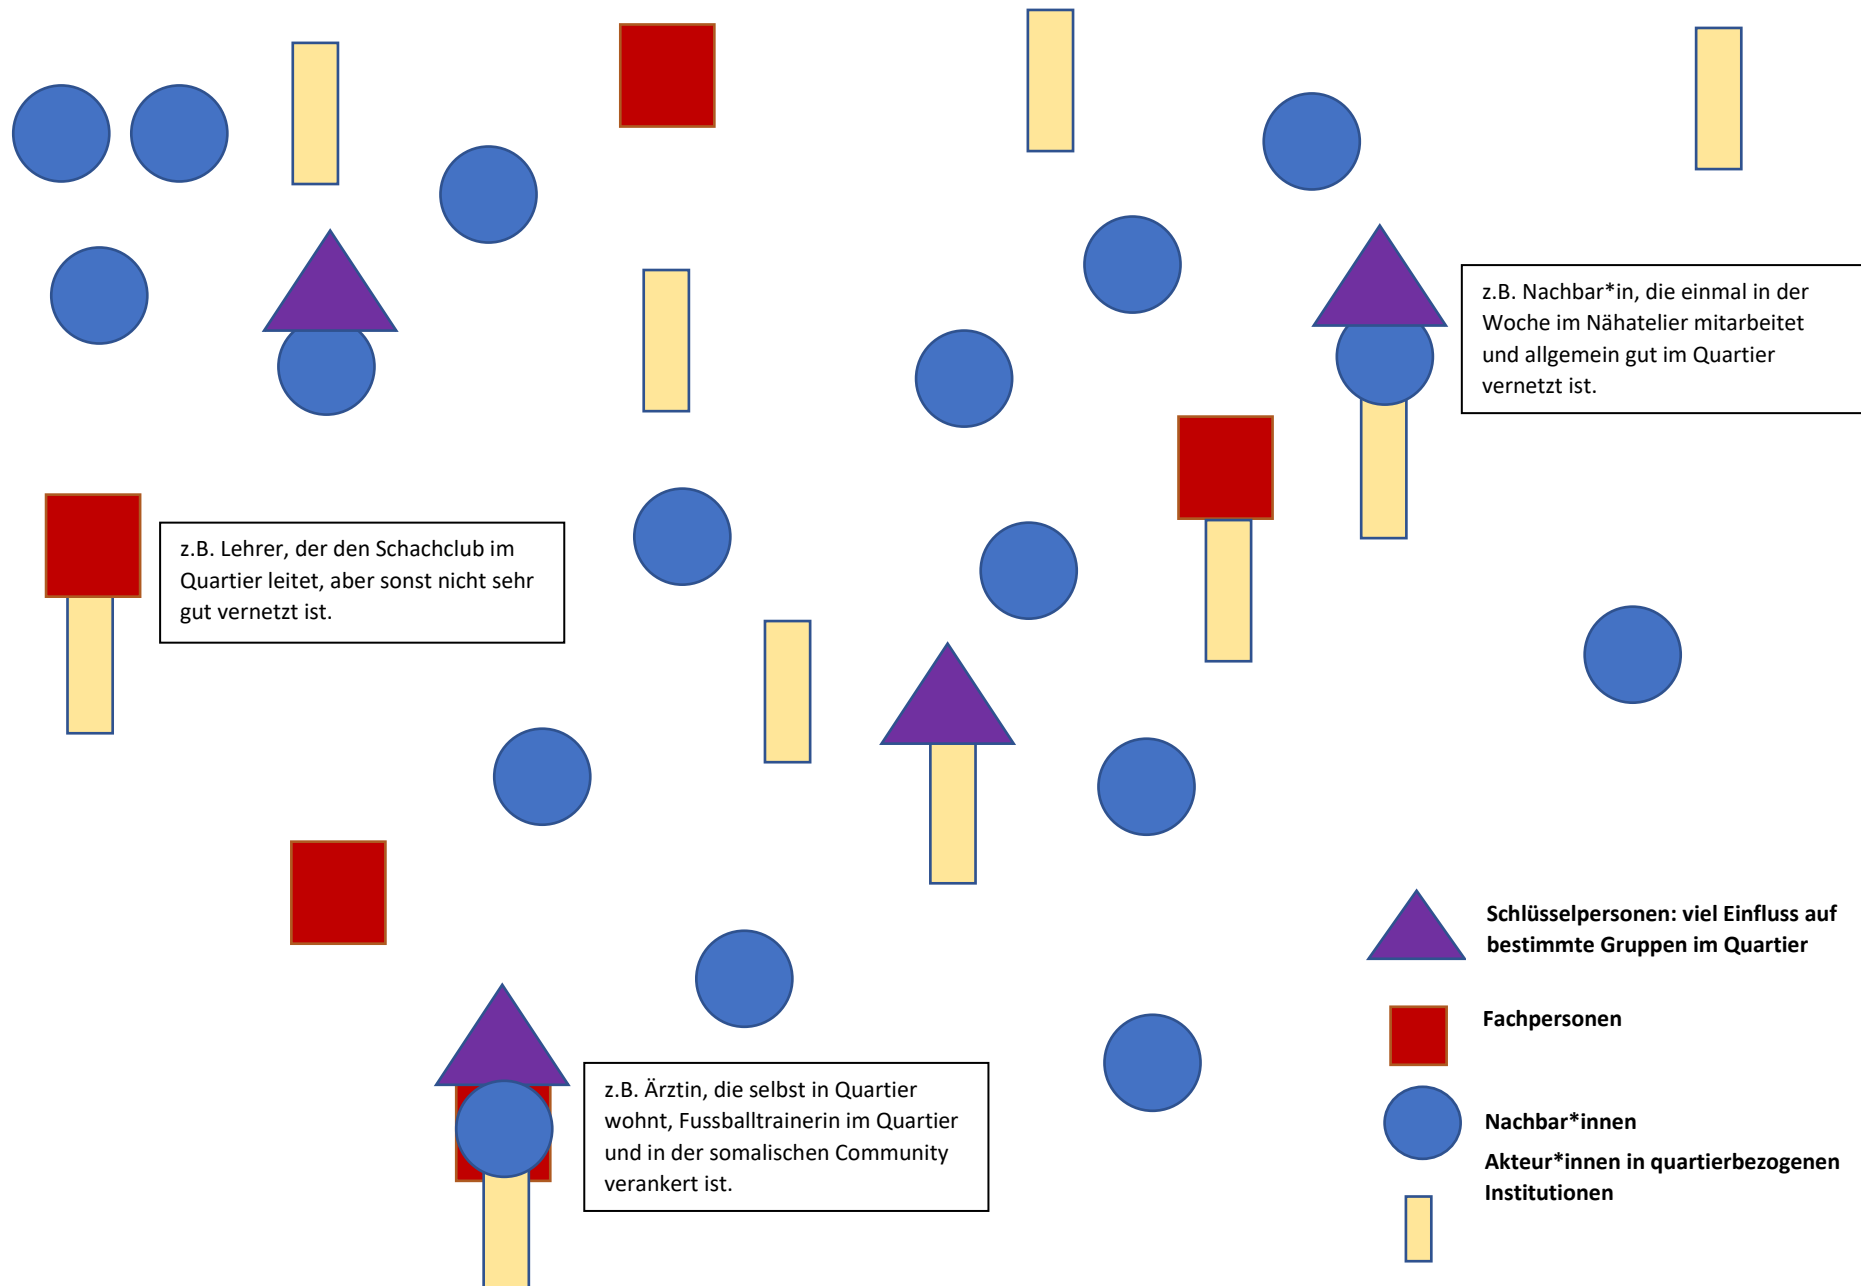 z.B. Nachbar*in, die einmal in der
Woche im Nähatelier mitarbeitet
und allgemein gut im Quartier
vernetzt ist.
z.B. Lehrer, der den Schachclub im
Quartier leitet, aber sonst nicht sehr
gut vernetzt ist.
z.B. Ärztin, die selbst in Quartier
wohnt, Fussballtrainerin im Quartier
und in der somalischen Community
verankert ist.
Schlüsselpersonen: viel Einfluss auf
bestimmte Gruppen im Quartier
Fachpersonen
Nachbar*innen
Akteur*innen in quartierbezogenen
Institutionen